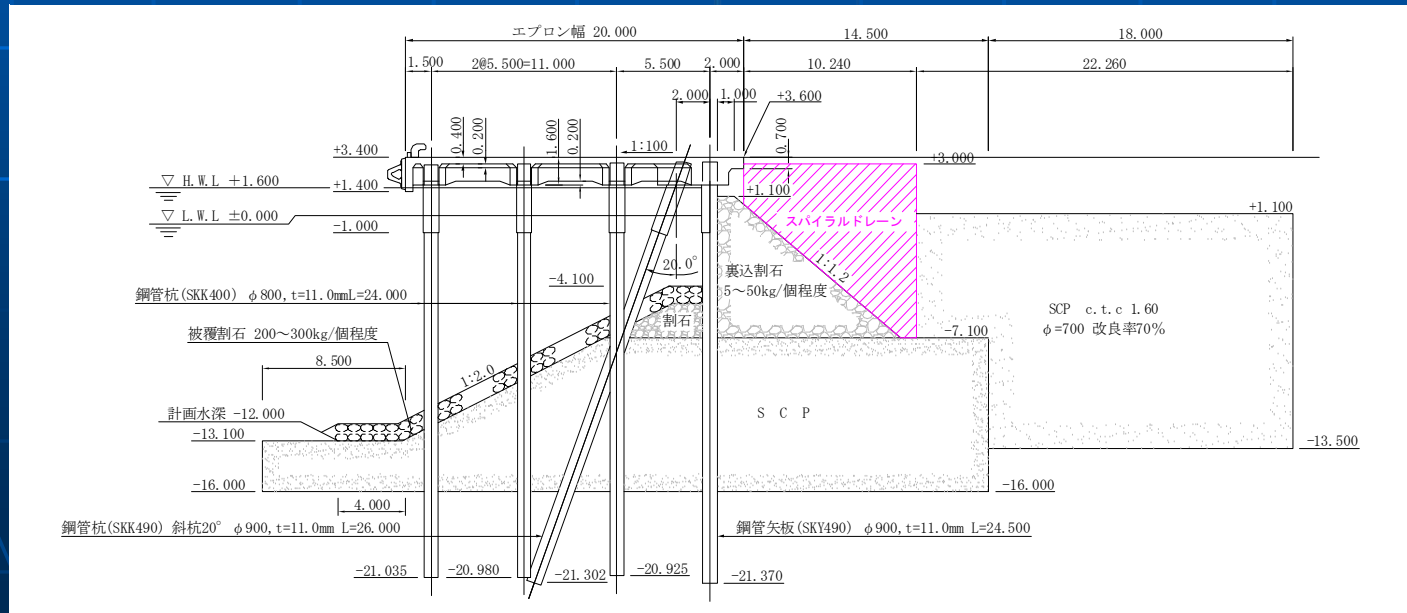 エプロン幅 20.000
14.500
18.000
1.500
2@5.500=11.000
5.500
2.000
10.240
22.260
2.000
1.000
+3.600
0.400
0.200
1.600
0.200
1:100
0.700
+3.400
+3.000
▽ H.W.L +1.600
+1.400
+1.100
▽ L.W.L ±0.000
-1.000
スパイラルドレーン
+1.100
20.0°
-4.100
裏込割石
5～50kg/個程度
1:1.2
鋼管杭(SKK400) φ800,t=11.0mmL=24.000
割石
SCP c.t.c 1.60
φ=700 改良率70%
被覆割石 200～300kg/個程度
-7.100
8.500
1:2.0
計画水深 -12.000
S C P
-13.100
-13.500
-16.000
-16.000
4.000
鋼管杭(SKK490) 斜杭20° φ900,t=11.0mm L=26.000
鋼管矢板(SKY490) φ900,t=11.0mm L=24.500
-21.035
-20.980
-21.302
-20.925
-21.370